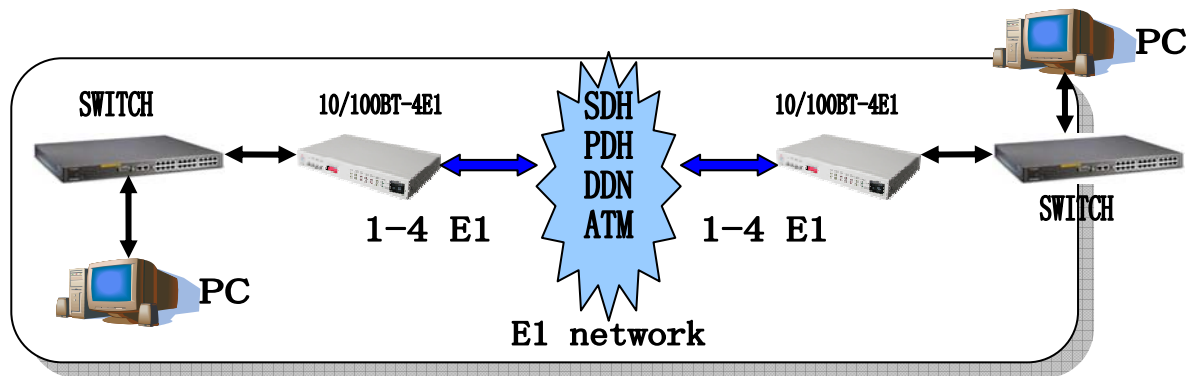 PC
SWITCH
10/100BT-4E1
SDH
PDH
DDN
ATM
10/100BT-4E1
SWITCH
1-4 E1
1-4 E1
PC
E1 network